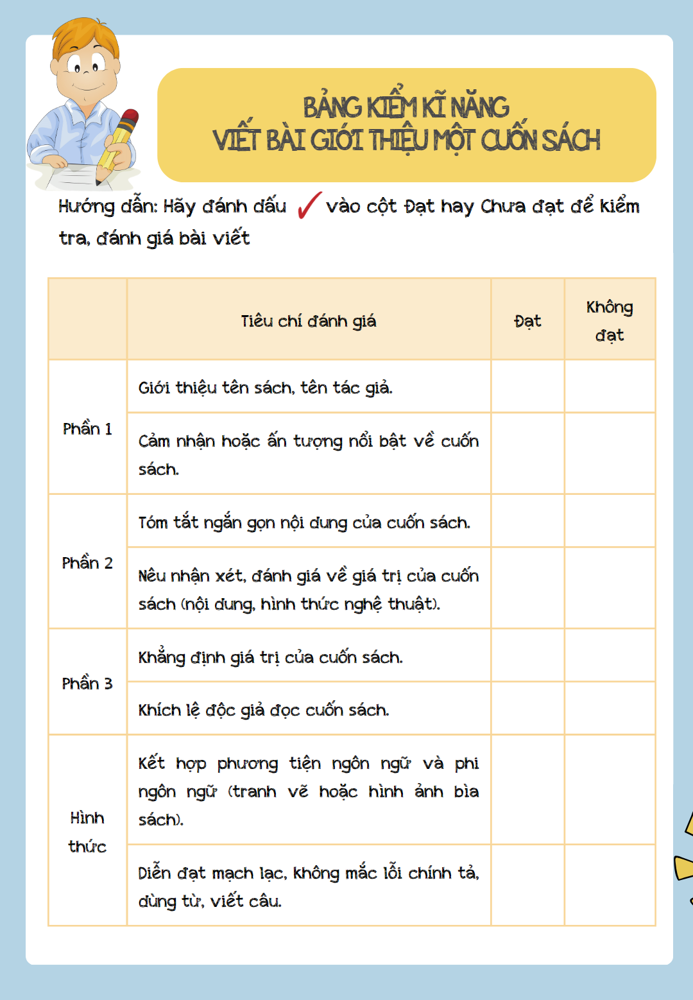 BẢNG KIỂM KĨ NĂNG
VIẾT BÀI GIỚI THIỆU MỘT CUỐN SÁCH
Hướng dẫn: Hãy đánh dấu ✓ vào cột Đạt hay Chưa đạt để kiểm
tra, đánh giá bài viết
Tiêu chí đánh giá
Đạt
Không
đạt
Phần 1
Giới thiệu tên sách, tên tác giả.
Cảm nhận hoặc ấn tượng nổi bật về cuốn
sách.
Phần 2
Tóm tắt ngắn gọn nội dung của cuốn sách.
Nêu nhận xét, đánh giá về giá trị của cuốn
sách (nội dung, hình thức nghệ thuật).
Phần 3
Khẳng định giá trị của cuốn sách.
Khích lệ độc giả đọc cuốn sách.
Hình
thức
Kết hợp phương tiện ngôn ngữ và phi
ngôn ngữ (tranh vẽ hoặc hình ảnh bìa
sách).
Diễn đạt mạch lạc, không mắc lỗi chính tả,
dùng từ, viết câu.